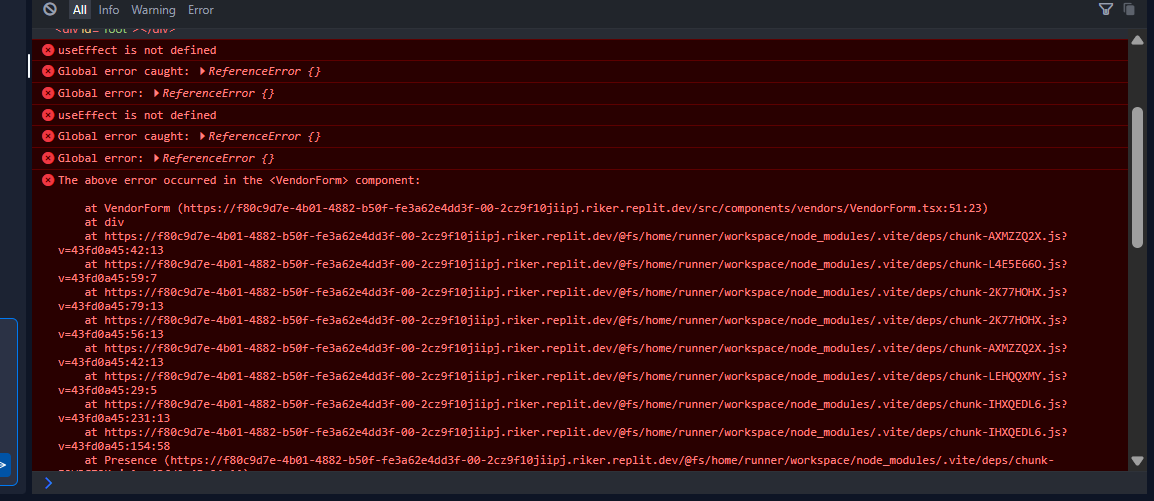 All Info Warning Error
<div id="root"></div>
useEffect is not defined
Global error caught: ▶ReferenceError {}
Global error: ▶ReferenceError {}
useEffect is not defined
Global error caught: ▶ReferenceError {}
Global error: ▶ReferenceError {}
The above error occurred in the <VendorForm> component:
at VendorForm (https://f80c9d7e-4b01-4882-b50f-fe3a62e4dd3f-00-2cz9f10jiipj.riker.replit.dev/src/components/vendors/VendorForm.tsx:51:23)
at div
at https://f80c9d7e-4b01-4882-b50f-fe3a62e4dd3f-00-2cz9f10jiipj.riker.replit.dev/@fs/home/runner/workspace/node_modules/.vite/deps/chunk-AXMZZQ2X.js?
v=43fd0a45:42:13
at https://f80c9d7e-4b01-4882-b50f-fe3a62e4dd3f-00-2cz9f10jiipj.riker.replit.dev/@fs/home/runner/workspace/node_modules/.vite/deps/chunk-L4E5E66O.js?
v=43fd0a45:59:7
at https://f80c9d7e-4b01-4882-b50f-fe3a62e4dd3f-00-2cz9f10jiipj.riker.replit.dev/@fs/home/runner/workspace/node_modules/.vite/deps/chunk-2K77HOHX.js?
v=43fd0a45:79:13
at https://f80c9d7e-4b01-4882-b50f-fe3a62e4dd3f-00-2cz9f10jiipj.riker.replit.dev/@fs/home/runner/workspace/node_modules/.vite/deps/chunk-2K77HOHX.js?
v=43fd0a45:56:13
at https://f80c9d7e-4b01-4882-b50f-fe3a62e4dd3f-00-2cz9f10jiipj.riker.replit.dev/@fs/home/runner/workspace/node_modules/.vite/deps/chunk-AXMZZQ2X.js?
v=43fd0a45:42:13
at https://f80c9d7e-4b01-4882-b50f-fe3a62e4dd3f-00-2cz9f10jiipj.riker.replit.dev/@fs/home/runner/workspace/node_modules/.vite/deps/chunk-LEHQQXMY.js?
v=43fd0a45:29:5
at https://f80c9d7e-4b01-4882-b50f-fe3a62e4dd3f-00-2cz9f10jiipj.riker.replit.dev/@fs/home/runner/workspace/node_modules/.vite/deps/chunk-IHXQEDL6.js?
v=43fd0a45:231:13
at https://f80c9d7e-4b01-4882-b50f-fe3a62e4dd3f-00-2cz9f10jiipj.riker.replit.dev/@fs/home/runner/workspace/node_modules/.vite/deps/chunk-IHXQEDL6.js?
v=43fd0a45:154:58
at Presence (https://f80c9d7e-4b01-4882-b50f-fe3a62e4dd3f-00-2cz9f10jiipj.riker.replit.dev/@fs/home/runner/workspace/node_modules/.vite/deps/chunk-